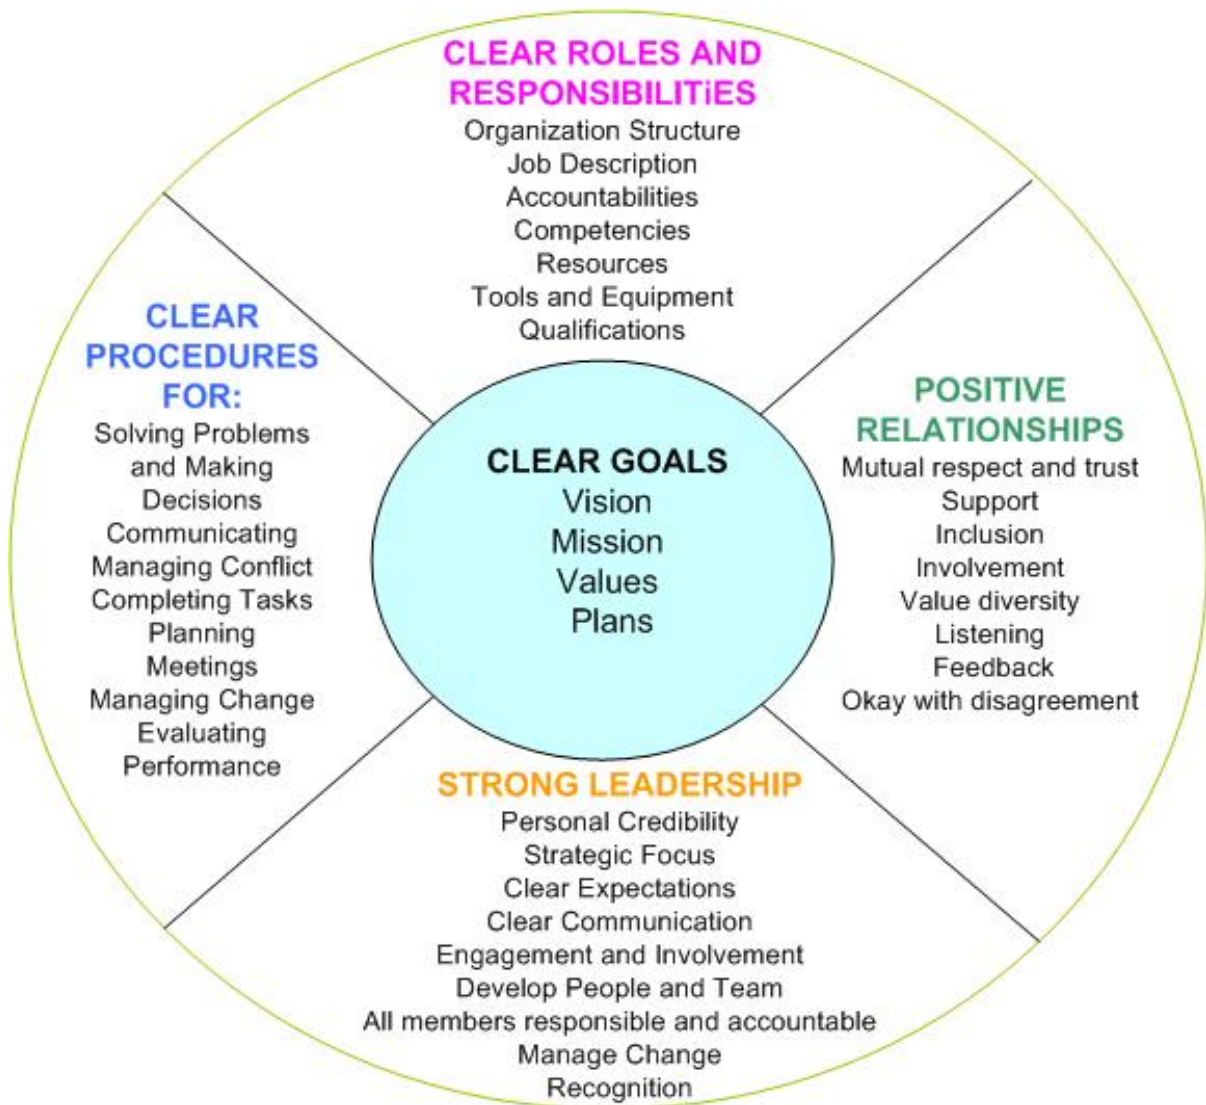 CLEAR ROLES AND
RESPONSIBILITiES
Organization Structure
Job Description
Accountabilities
Competencies
Resources
Tools and Equipment
Qualifications
CLEAR
PROCEDURES
FOR:
Solving Problems
and Making
Decisions
Communicating
Managing Conflict
Completing Tasks
Planning
Meetings
Managing Change
Evaluating
Performance
CLEAR GOALS
Vision
Mission
Values
Plans
POSITIVE
RELATIONSHIPS
Mutual respect and trust
Support
Inclusion
Involvement
Value diversity
Listening
Feedback
Okay with disagreement
STRONG LEADERSHIP
Personal Credibility
Strategic Focus
Clear Expectations
Clear Communication
Engagement and Involvement
Develop People and Team
All members responsible and accountable
Manage Change
Recognition